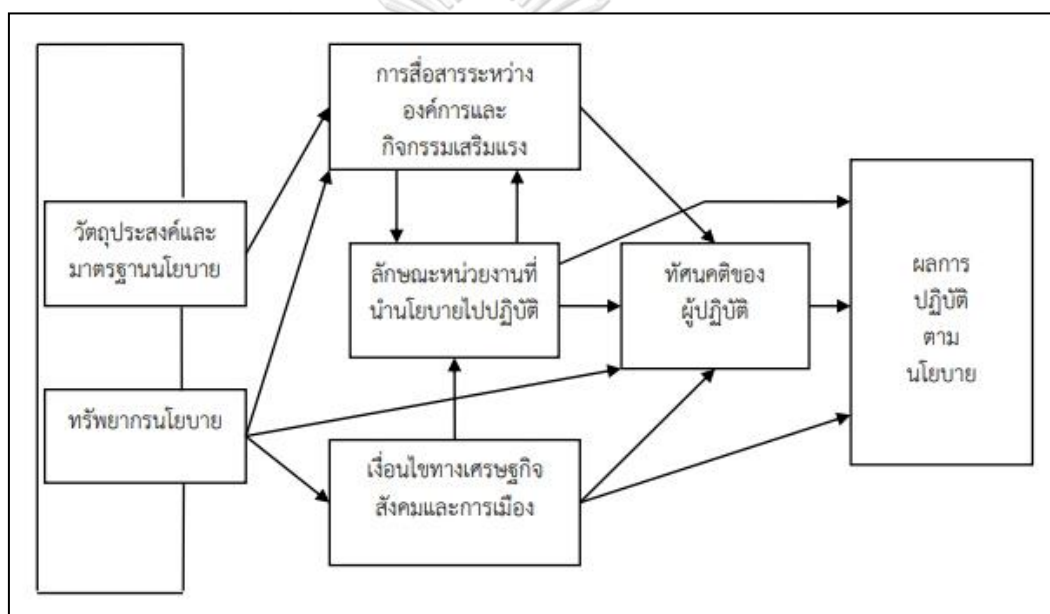 การสื่อสารระหว่าง
องค์การและ
กิจกรรมเสริมแรง
วัตถุประสงค์และ
มาตรฐานนโยบาย
ลักษณะหน่วยงานที่
นำนโยบายไปปฏิบัติ
ทัศนคติของ
ผู้ปฏิบัติ
ผลการ
ปฏิบัติ
ตาม
นโยบาย
ทรัพยากรนโยบาย
เงื่อนไขทางเศรษฐกิจ
สังคมและการเมือง